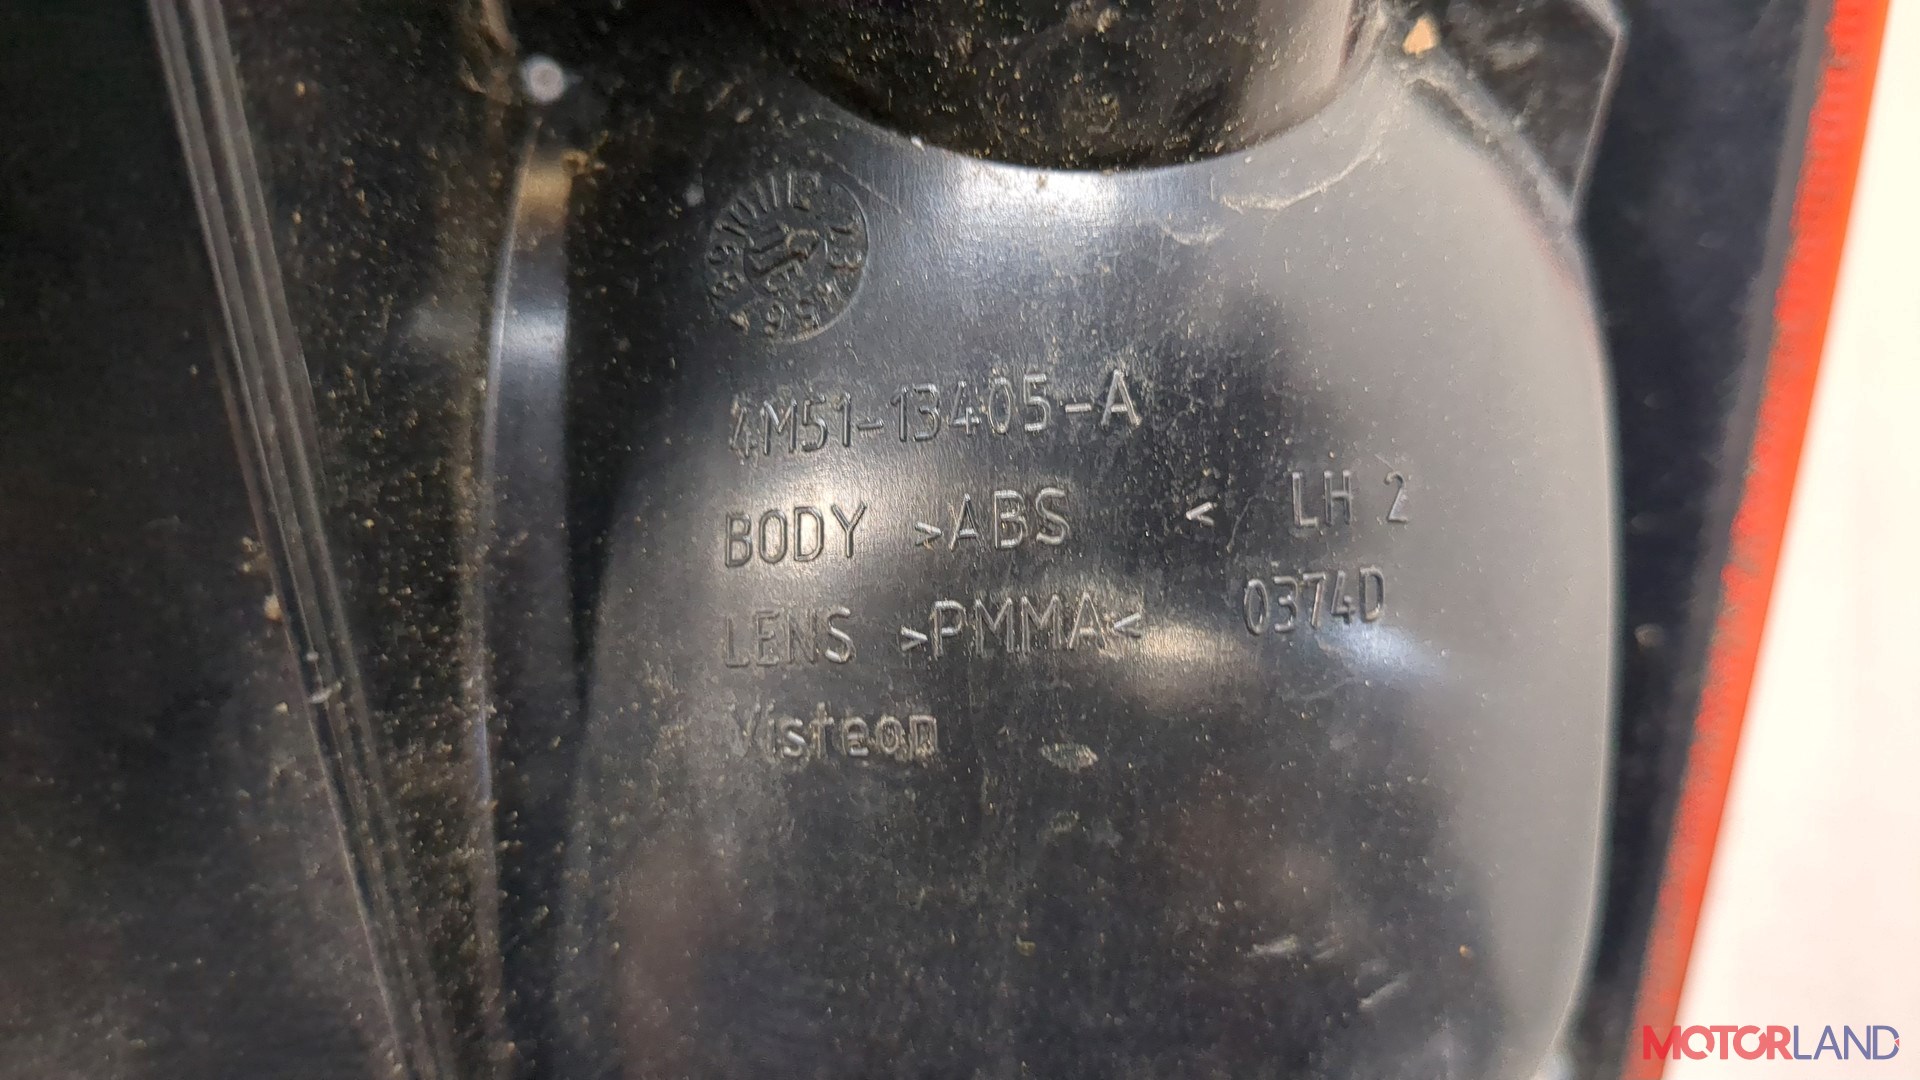 4M51-13405-A
BODY >ABS < LH 2
LENS >PMMA< 0374D
Visteon
MOTORLAND